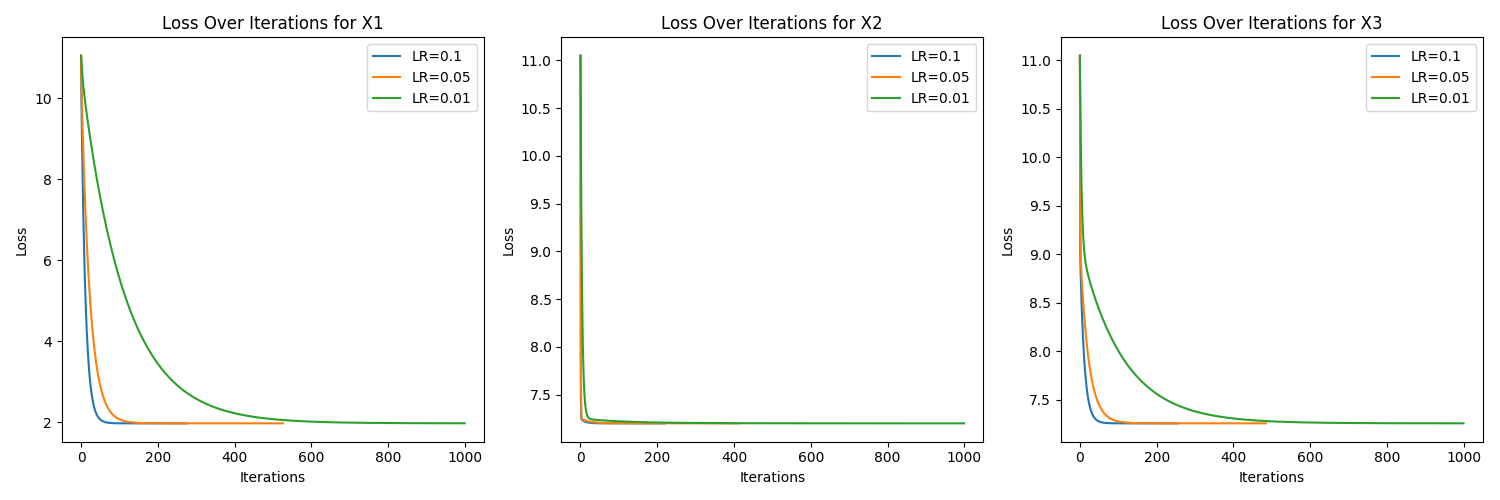 Loss Over Iterations for X1
LR=0.1
LR=0.05
LR=0.01
Loss
10
8
6
4
2
0 200 400 600 800 1000
Iterations
Loss Over Iterations for X2
LR=0.1
LR=0.05
LR=0.01
Loss
11.0
10.5
10.0
9.5
9.0
8.5
8.0
7.5
0 200 400 600 800 1000
Iterations
Loss Over Iterations for X3
LR=0.1
LR=0.05
LR=0.01
Loss
11.0
10.5
10.0
9.5
9.0
8.5
8.0
7.5
0 200 400 600 800 1000
Iterations